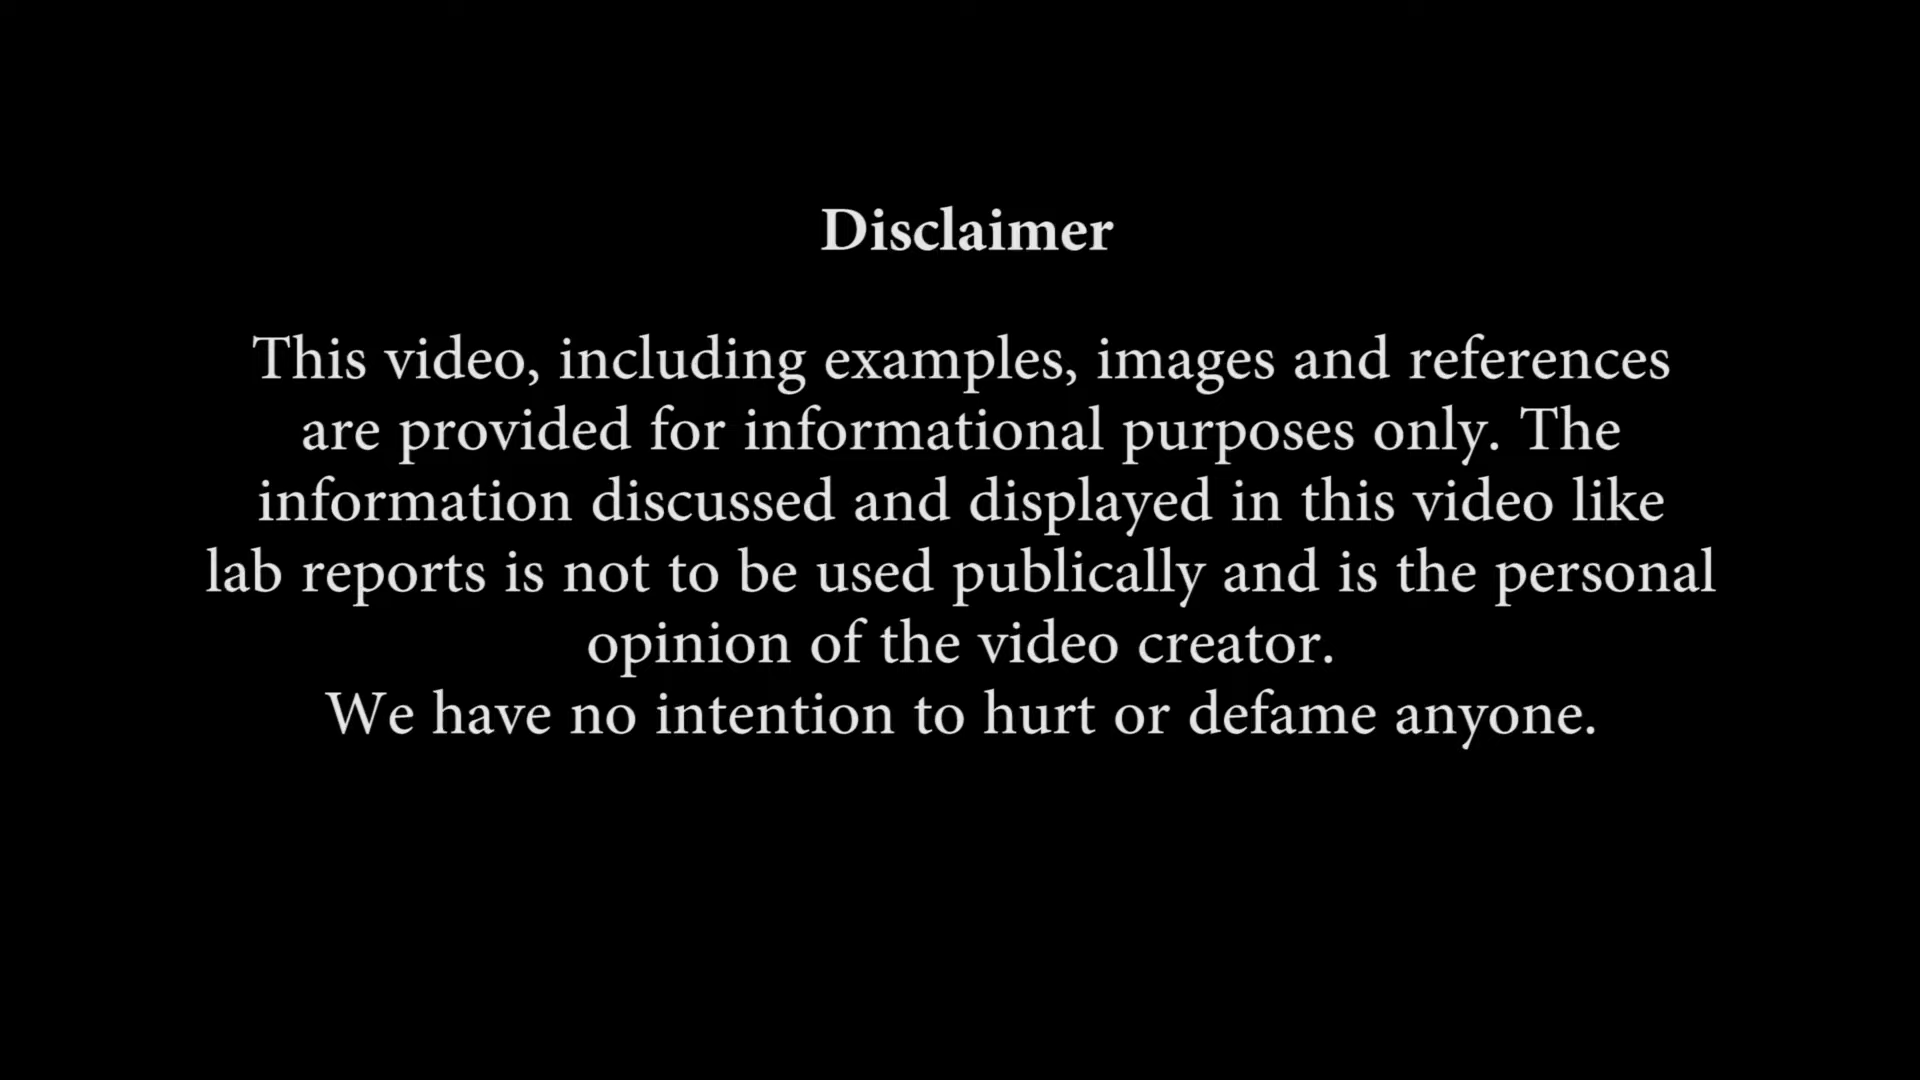 Disclaimer
This video, including examples, images and references
are provided for informational purposes only. The
information discussed and displayed in this video like
lab reports is not to be used publically and is the personal
opinion of the video creator.
We have no intention to hurt or defame anyone.